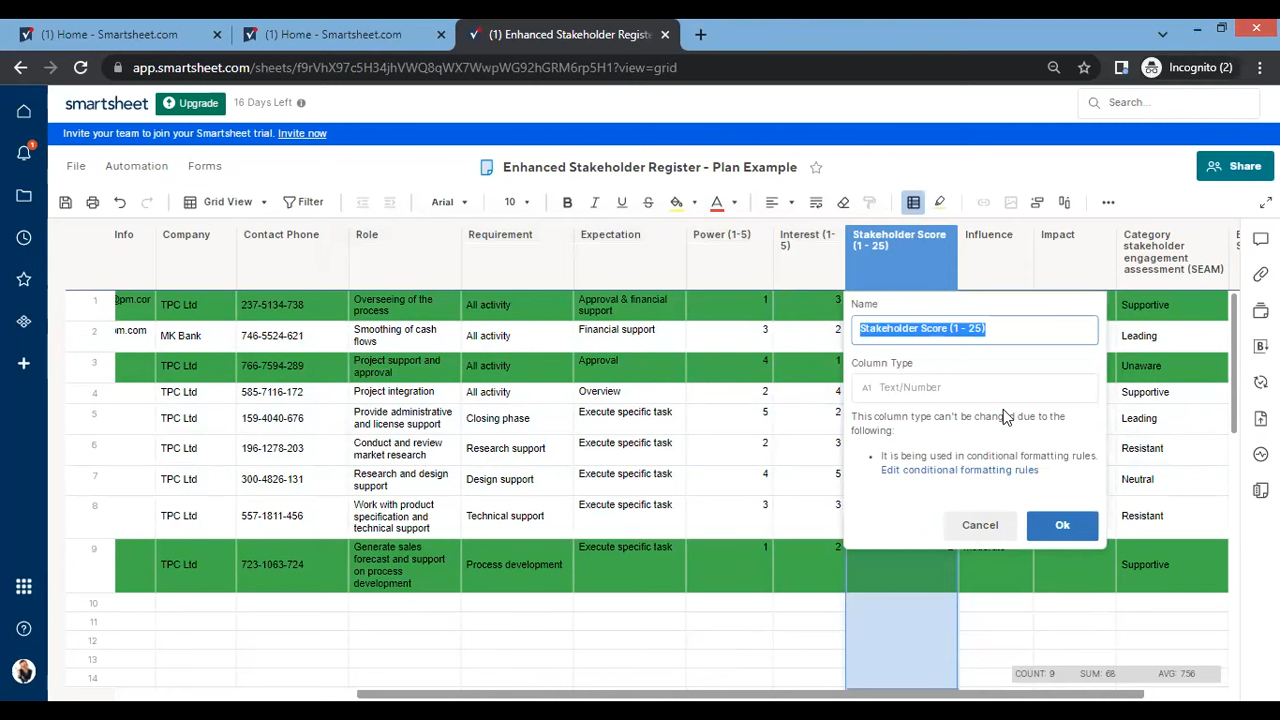 (1) Home - Smartsheet.com
(1) Home - Smartsheet.com
(1) Enhanced Stakeholder Regist
app.smartsheet.com/sheets/f9rVhX97c5H34jhVWQ8qWX7WwpWG92hGRM6rp5H1?view=grid
Incognito (2)
smartsheet
Upgrade
16 Days Left
Search...
Invite your team to join your Smartsheet trial. Invite now
File
Automation
Forms
Enhanced Stakeholder Register - Plan Example
Share
Grid View
Filter
Arial
10
B
I
U
S
A
Info
Company
Contact Phone
Role
Requirement
Expectation
Power (1-5)
Interest (1-
5)
Stakeholder Score
(1 - 25)
Influence
Impact
Category
stakeholder
engagement
assessment (SEAM)
1
@pm.cor
TPC Ltd
237-5134-738
Overseeing of the
process
All activity
Approval & financial
support
1
3
Supportive
2
pm.com
MK Bank
746-5524-621
Smoothing of cash
flows
All activity
Financial support
3
2
Leading
3
TPC Ltd
766-7594-289
Project support and
approval
All activity
Approval
4
1
Unaware
4
TPC Ltd
585-7116-172
Project integration
All activity
Overview
2
4
Supportive
5
TPC Ltd
159-4040-676
Provide administrative
and license support
Closing phase
Execute specific task
5
2
Leading
6
TPC Ltd
196-1278-203
Conduct and review
market research
Research support
Execute specific task
2
3
Resistant
7
TPC Ltd
300-4826-131
Research and design
support
Design support
Execute specific task
4
5
Neutral
8
TPC Ltd
557-1811-456
Work with product
specification and
technical support
Technical support
Execute specific task
3
3
Resistant
9
TPC Ltd
723-1063-724
Generate sales
forecast and support
on process
development
Process development
Execute specific task
1
2
Supportive
10
11
12
13
14
Name
Stakeholder Score (1 - 25)
Column Type
Text/Number
This column type can't be changed due to the
following:
It is being used in conditional formatting rules.
Edit conditional formatting rules
Cancel
Ok
COUNT: 9
SUM: 68
AVG: 756